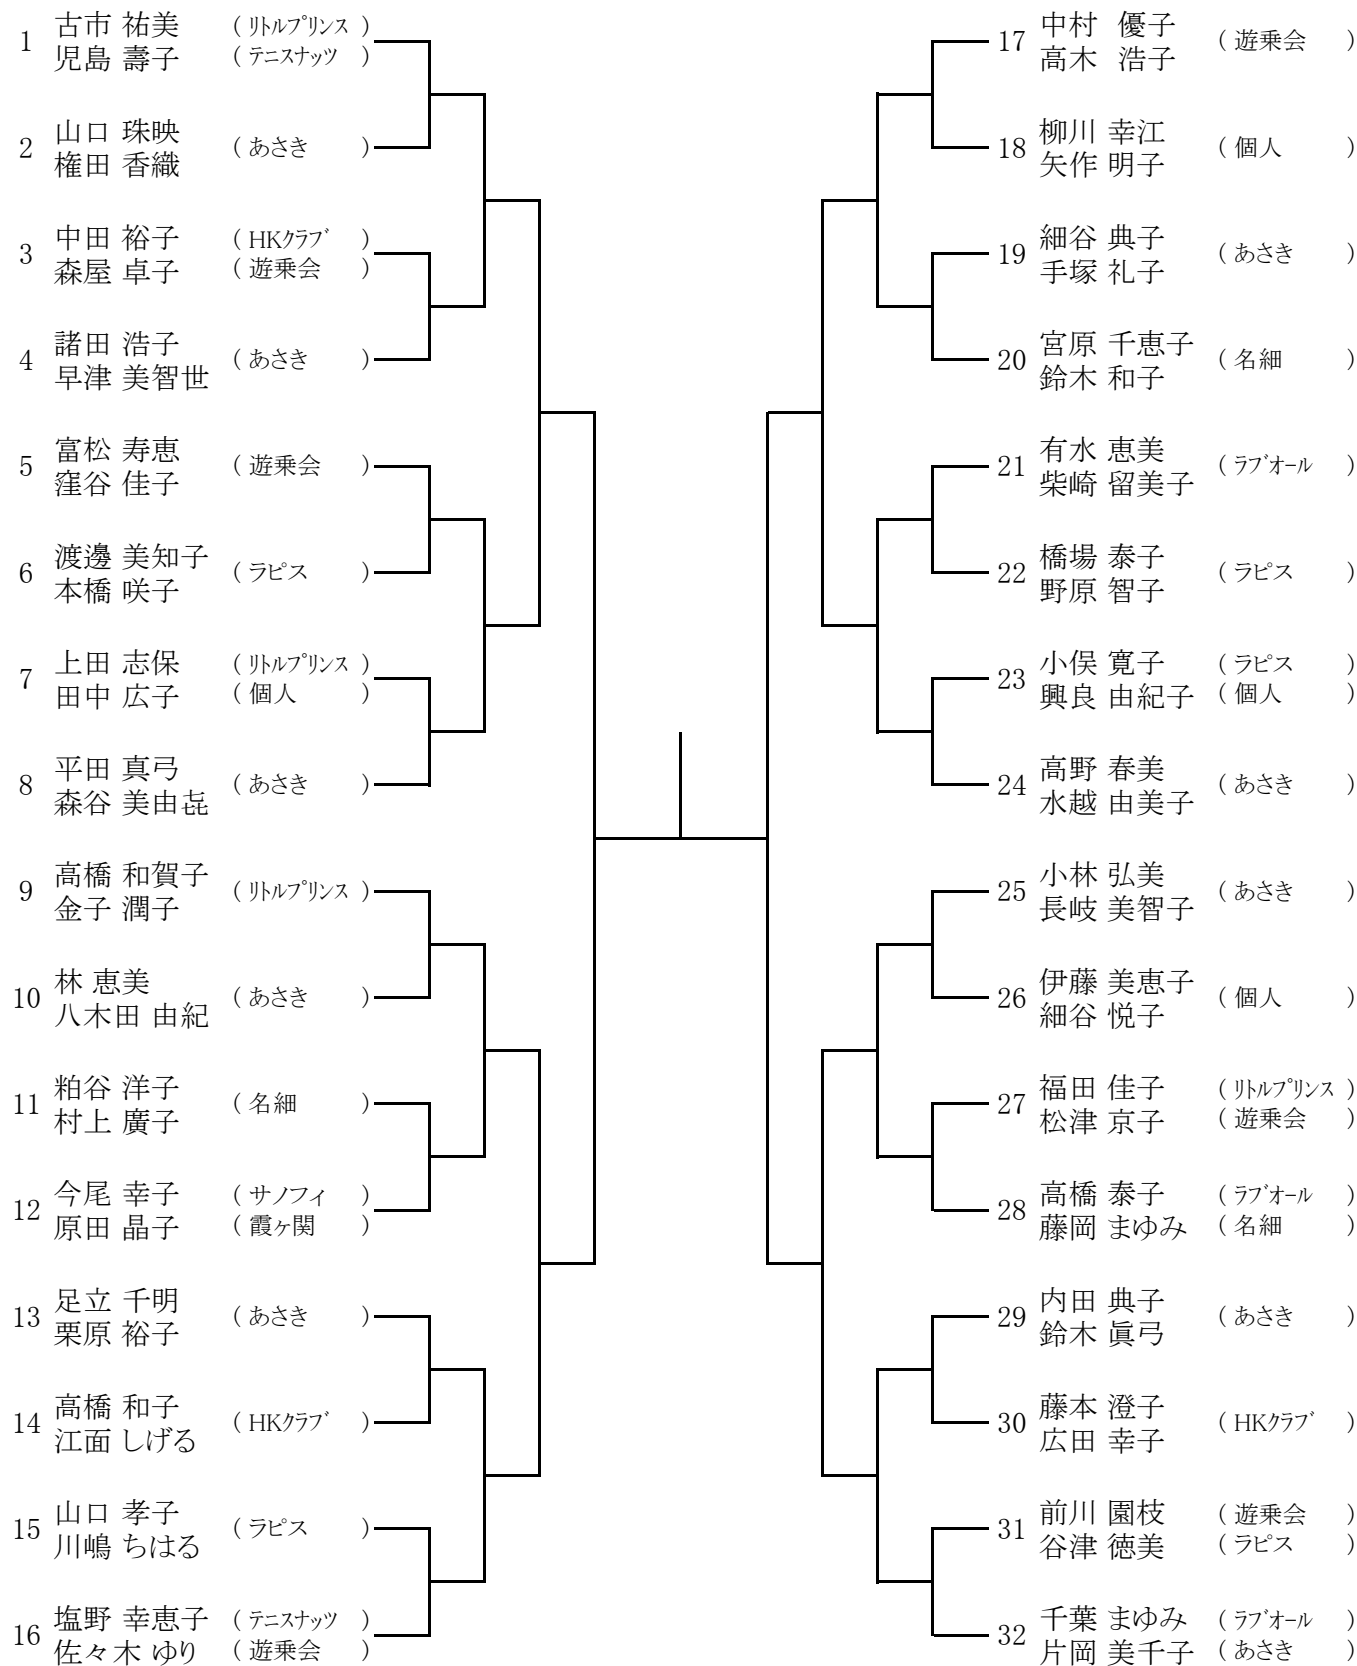 1 古市 祐美 (リトルプリンス)
児島 壽子 (テニスナッツ)
2 山口 珠映 (あさき)
権田 香織
3 中田 裕子 (HKクラブ)
森屋 卓子 (遊乗会)
4 諸田 浩子 (あさき)
早津 美智世
5 富松 寿恵 (遊乗会)
窪谷 佳子
6 渡邊 美知子 (ラピス)
本橋 咲子
7 上田 志保 (リトルプリンス)
田中 広子 (個人)
8 平田 真弓 (あさき)
森谷 美由㐂
9 高橋 和賀子 (リトルプリンス)
金子 潤子
10 林 恵美 (あさき)
八木田 由紀
11 粕谷 洋子 (名細)
村上 廣子
12 今尾 幸子 (サノフィ)
原田 晶子 (霞ヶ関)
13 足立 千明 (あさき)
栗原 裕子
14 高橋 和子 (HKクラブ)
江面 しげる
15 山口 孝子 (ラピス)
川嶋 ちはる
16 塩野 幸恵子 (テニスナッツ)
佐々木 ゆり (遊乗会)
17 中村 優子 (遊乗会)
高木 浩子
18 柳川 幸江 (個人)
矢作 明子
19 細谷 典子 (あさき)
手塚 礼子
20 宮原 千恵子 (名細)
鈴木 和子
21 有水 恵美 (ラブオール)
柴崎 留美子
22 橋場 泰子 (ラピス)
野原 智子
23 小俣 寛子 (ラピス)
興良 由紀子 (個人)
24 高野 春美 (あさき)
水越 由美子
25 小林 弘美 (あさき)
長岐 美智子
26 伊藤 美恵子 (個人)
細谷 悦子
27 福田 佳子 (リトルプリンス)
松津 京子 (遊乗会)
28 高橋 泰子 (ラブオール)
藤岡 まゆみ (名細)
29 内田 典子 (あさき)
鈴木 眞弓
30 藤本 澄子 (HKクラブ)
広田 幸子
31 前川 園枝 (遊乗会)
谷津 徳美 (ラピス)
32 千葉 まゆみ (ラブオール)
片岡 美千子 (あさき)